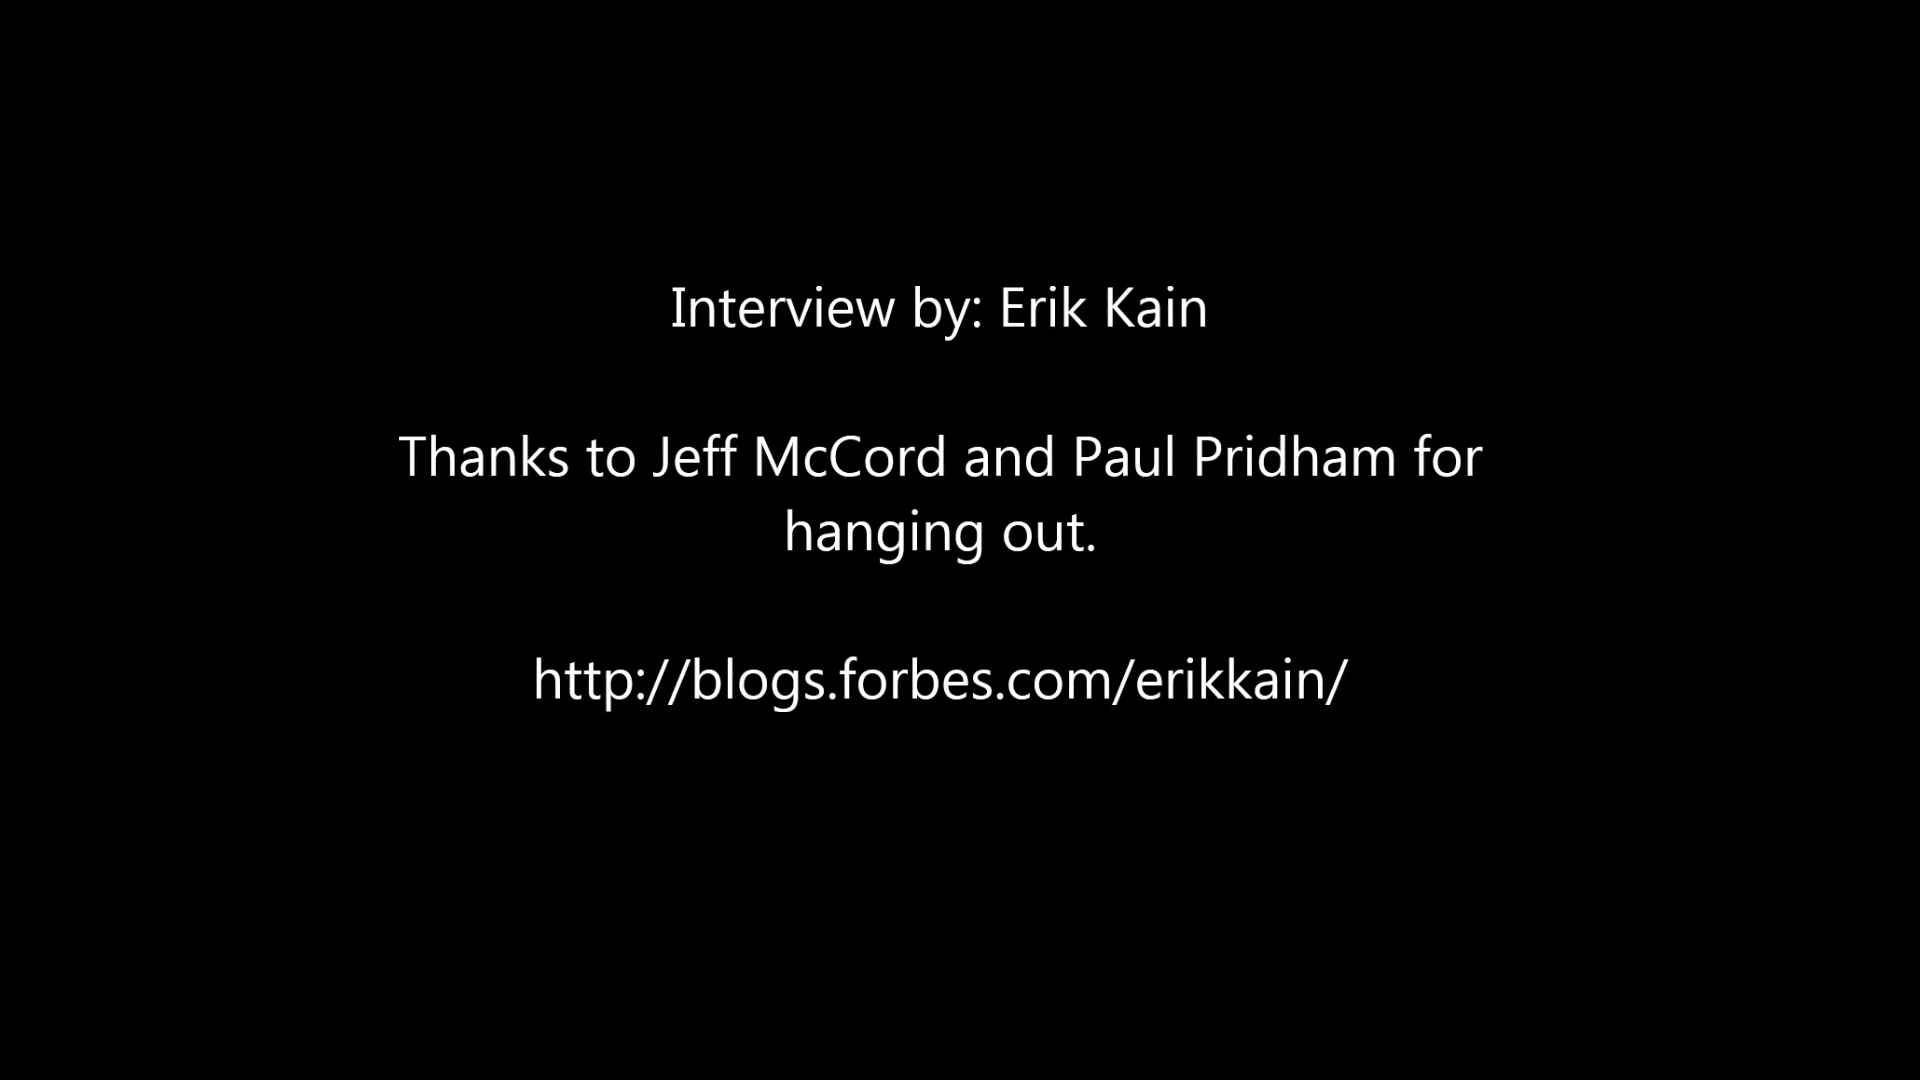 Interview by: Erik Kain
Thanks to Jeff McCord and Paul Pridham for
hanging out.
http://blogs.forbes.com/erikkain/